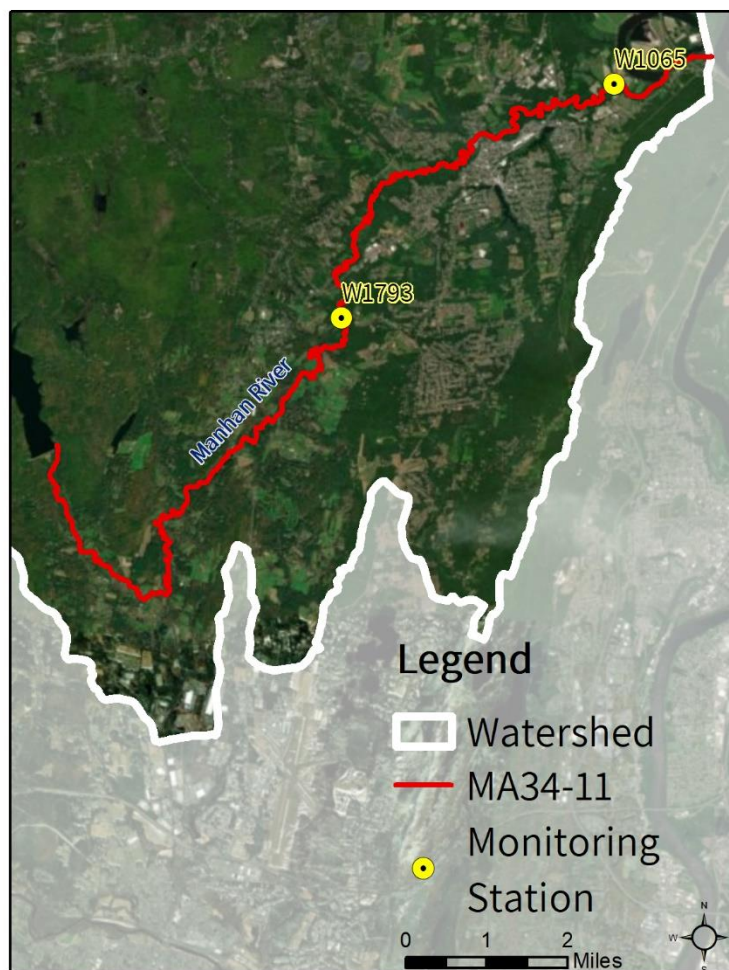 W1065
W1793
Manhan River
Legend
Watershed
MA34-11
Monitoring
Station
N
W
S
0 1 2
Miles